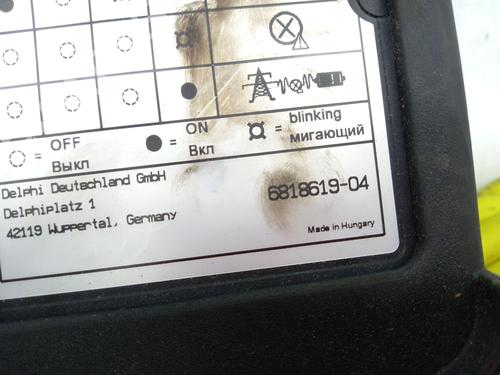 = OFF
Выкл
= ON
Вкл
= blinking
мигающий
Delphi Deutschland GmbH
Delphiplatz 1
42119 Wuppertal, Germany
6818619-04
Made in Hungary